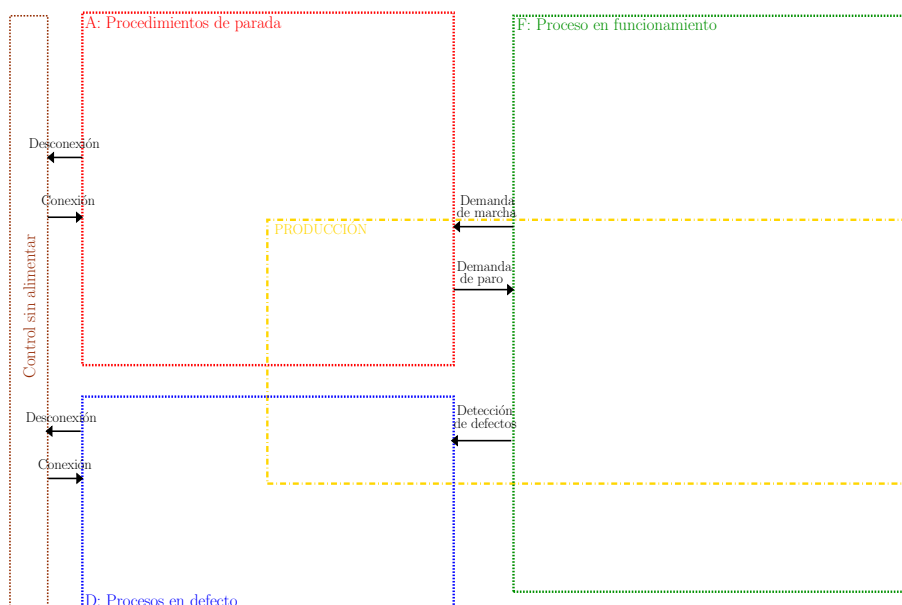 A: Procedimientos de parada
F: Proceso en funcionamiento
Desconexión
Conexión
Demanda
de marcha
PRODUCCIÓN
Demanda
de paro
Control sin alimentar
Detección
de defectos
Desconexión
Conexión
D: Procesos en defecto